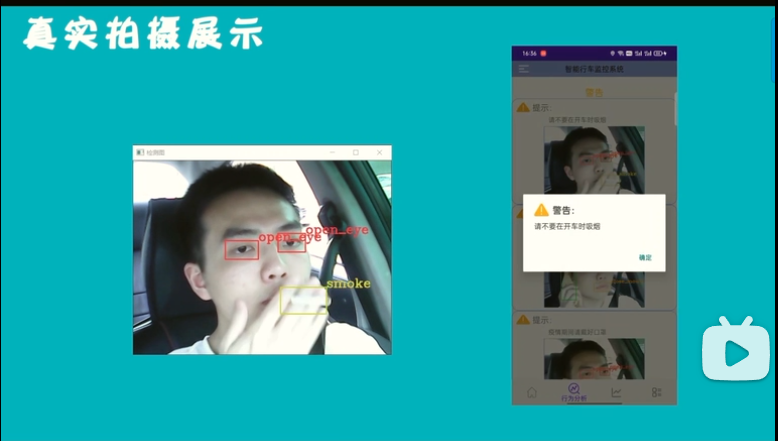 真实拍摄展示
检测图
open_eye
open_eye
smoke
16:36
智能行车监控系统
警告
提示:
请不要在开车时吸烟
警告:
请不要在开车时吸烟
确定
提示:
行为分析